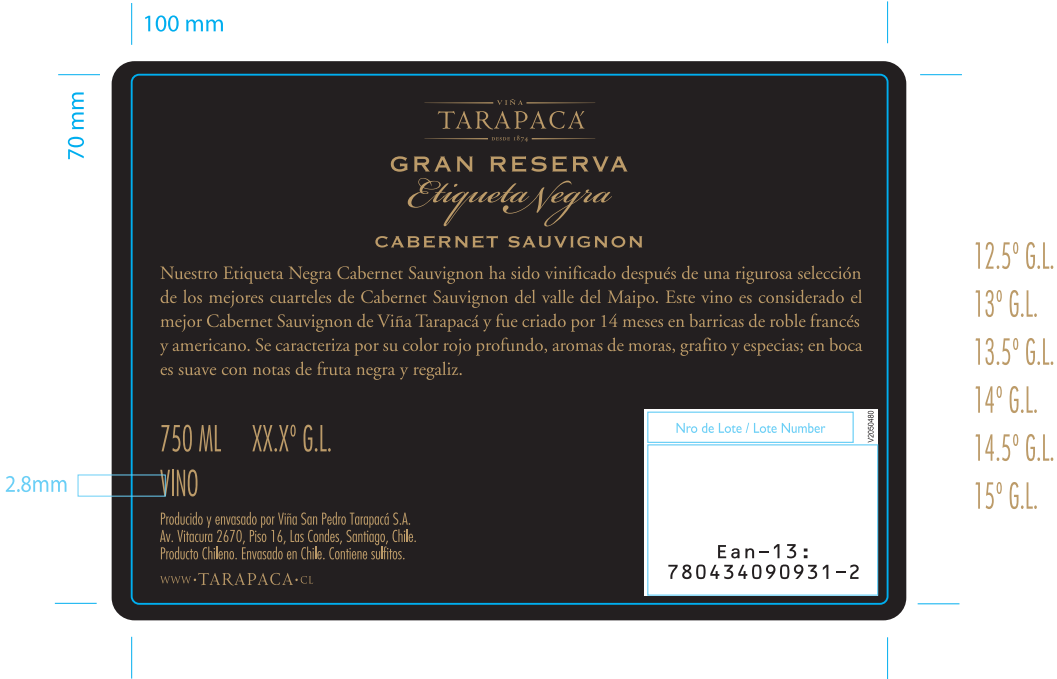 100 mm
70 mm
VIÑA
TARAPACÁ
DESDE 1874
GRAN RESERVA
Etiqueta Negra
CABERNET SAUVIGNON
Nuestro Etiqueta Negra Cabernet Sauvignon ha sido vinificado después de una rigurosa selección
de los mejores cuarteles de Cabernet Sauvignon del valle del Maipo. Este vino es considerado el
mejor Cabernet Sauvignon de Viña Tarapacá y fue criado por 14 meses en barricas de roble francés
y americano. Se caracteriza por su color rojo profundo, aromas de moras, grafito y especias; en boca
es suave con notas de fruta negra y regaliz.
750 ML XX.Xº G.L.
VINO
2.8mm
Producido y envasado por Viña San Pedro Tarapacá S.A.
Av. Vitacura 2670, Piso 16, Las Condes, Santiago, Chile.
Producto Chileno. Envasado en Chile. Contiene sulfitos.
WWW•TARAPACA•CL
Nro de Lote / Lote Number
V2050480
Ean-13:
780434090931-2
12.5º G.L.
13º G.L.
13.5º G.L.
14º G.L.
14.5º G.L.
15º G.L.